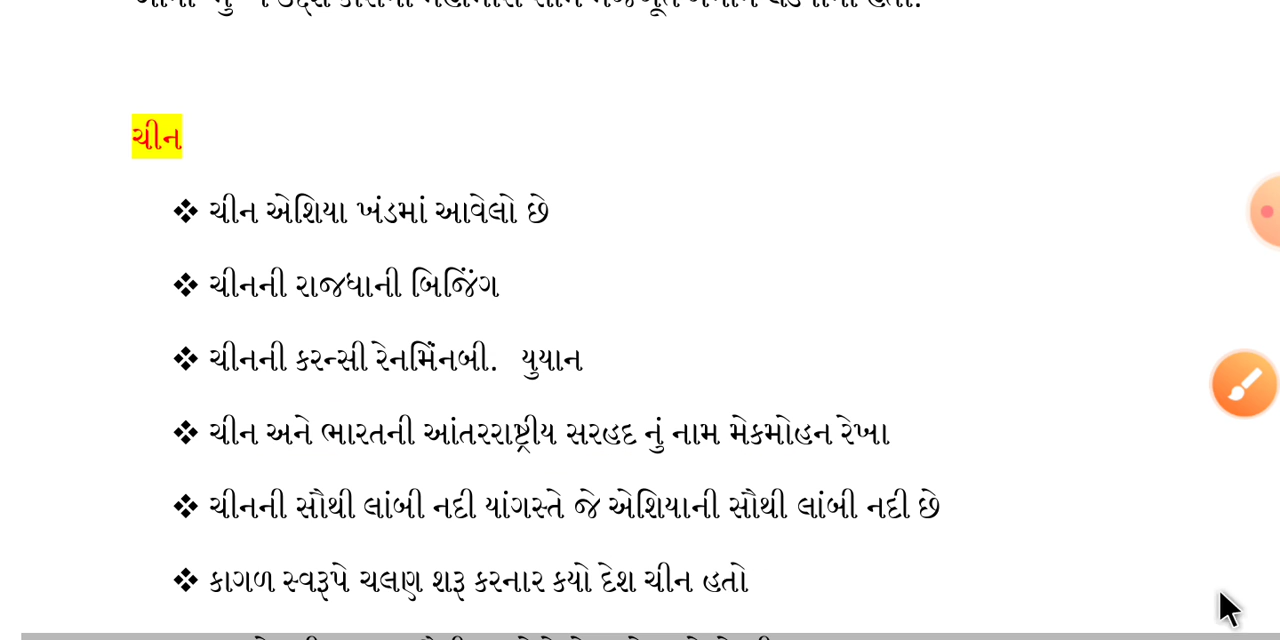 ચીન
❖ ચીન એશિયા ખંડમાં આવેલો છે
❖ ચીનની રાજધાની બિજિંગ
❖ ચીનની કરન્સી રેનમિંનબી. યુયાન
❖ ચીન અને ભારતની આંતરરાષ્ટ્રીય સરહદ નું નામ મેકમોહન રેખા
❖ ચીનની સૌથી લાંબી નદી યાંગસ્તે જે એશિયાની સૌથી લાંબી નદી છે
❖ કાગળ સ્વરૂપે ચલણ શરૂ કરનાર કયો દેશ ચીન હતો